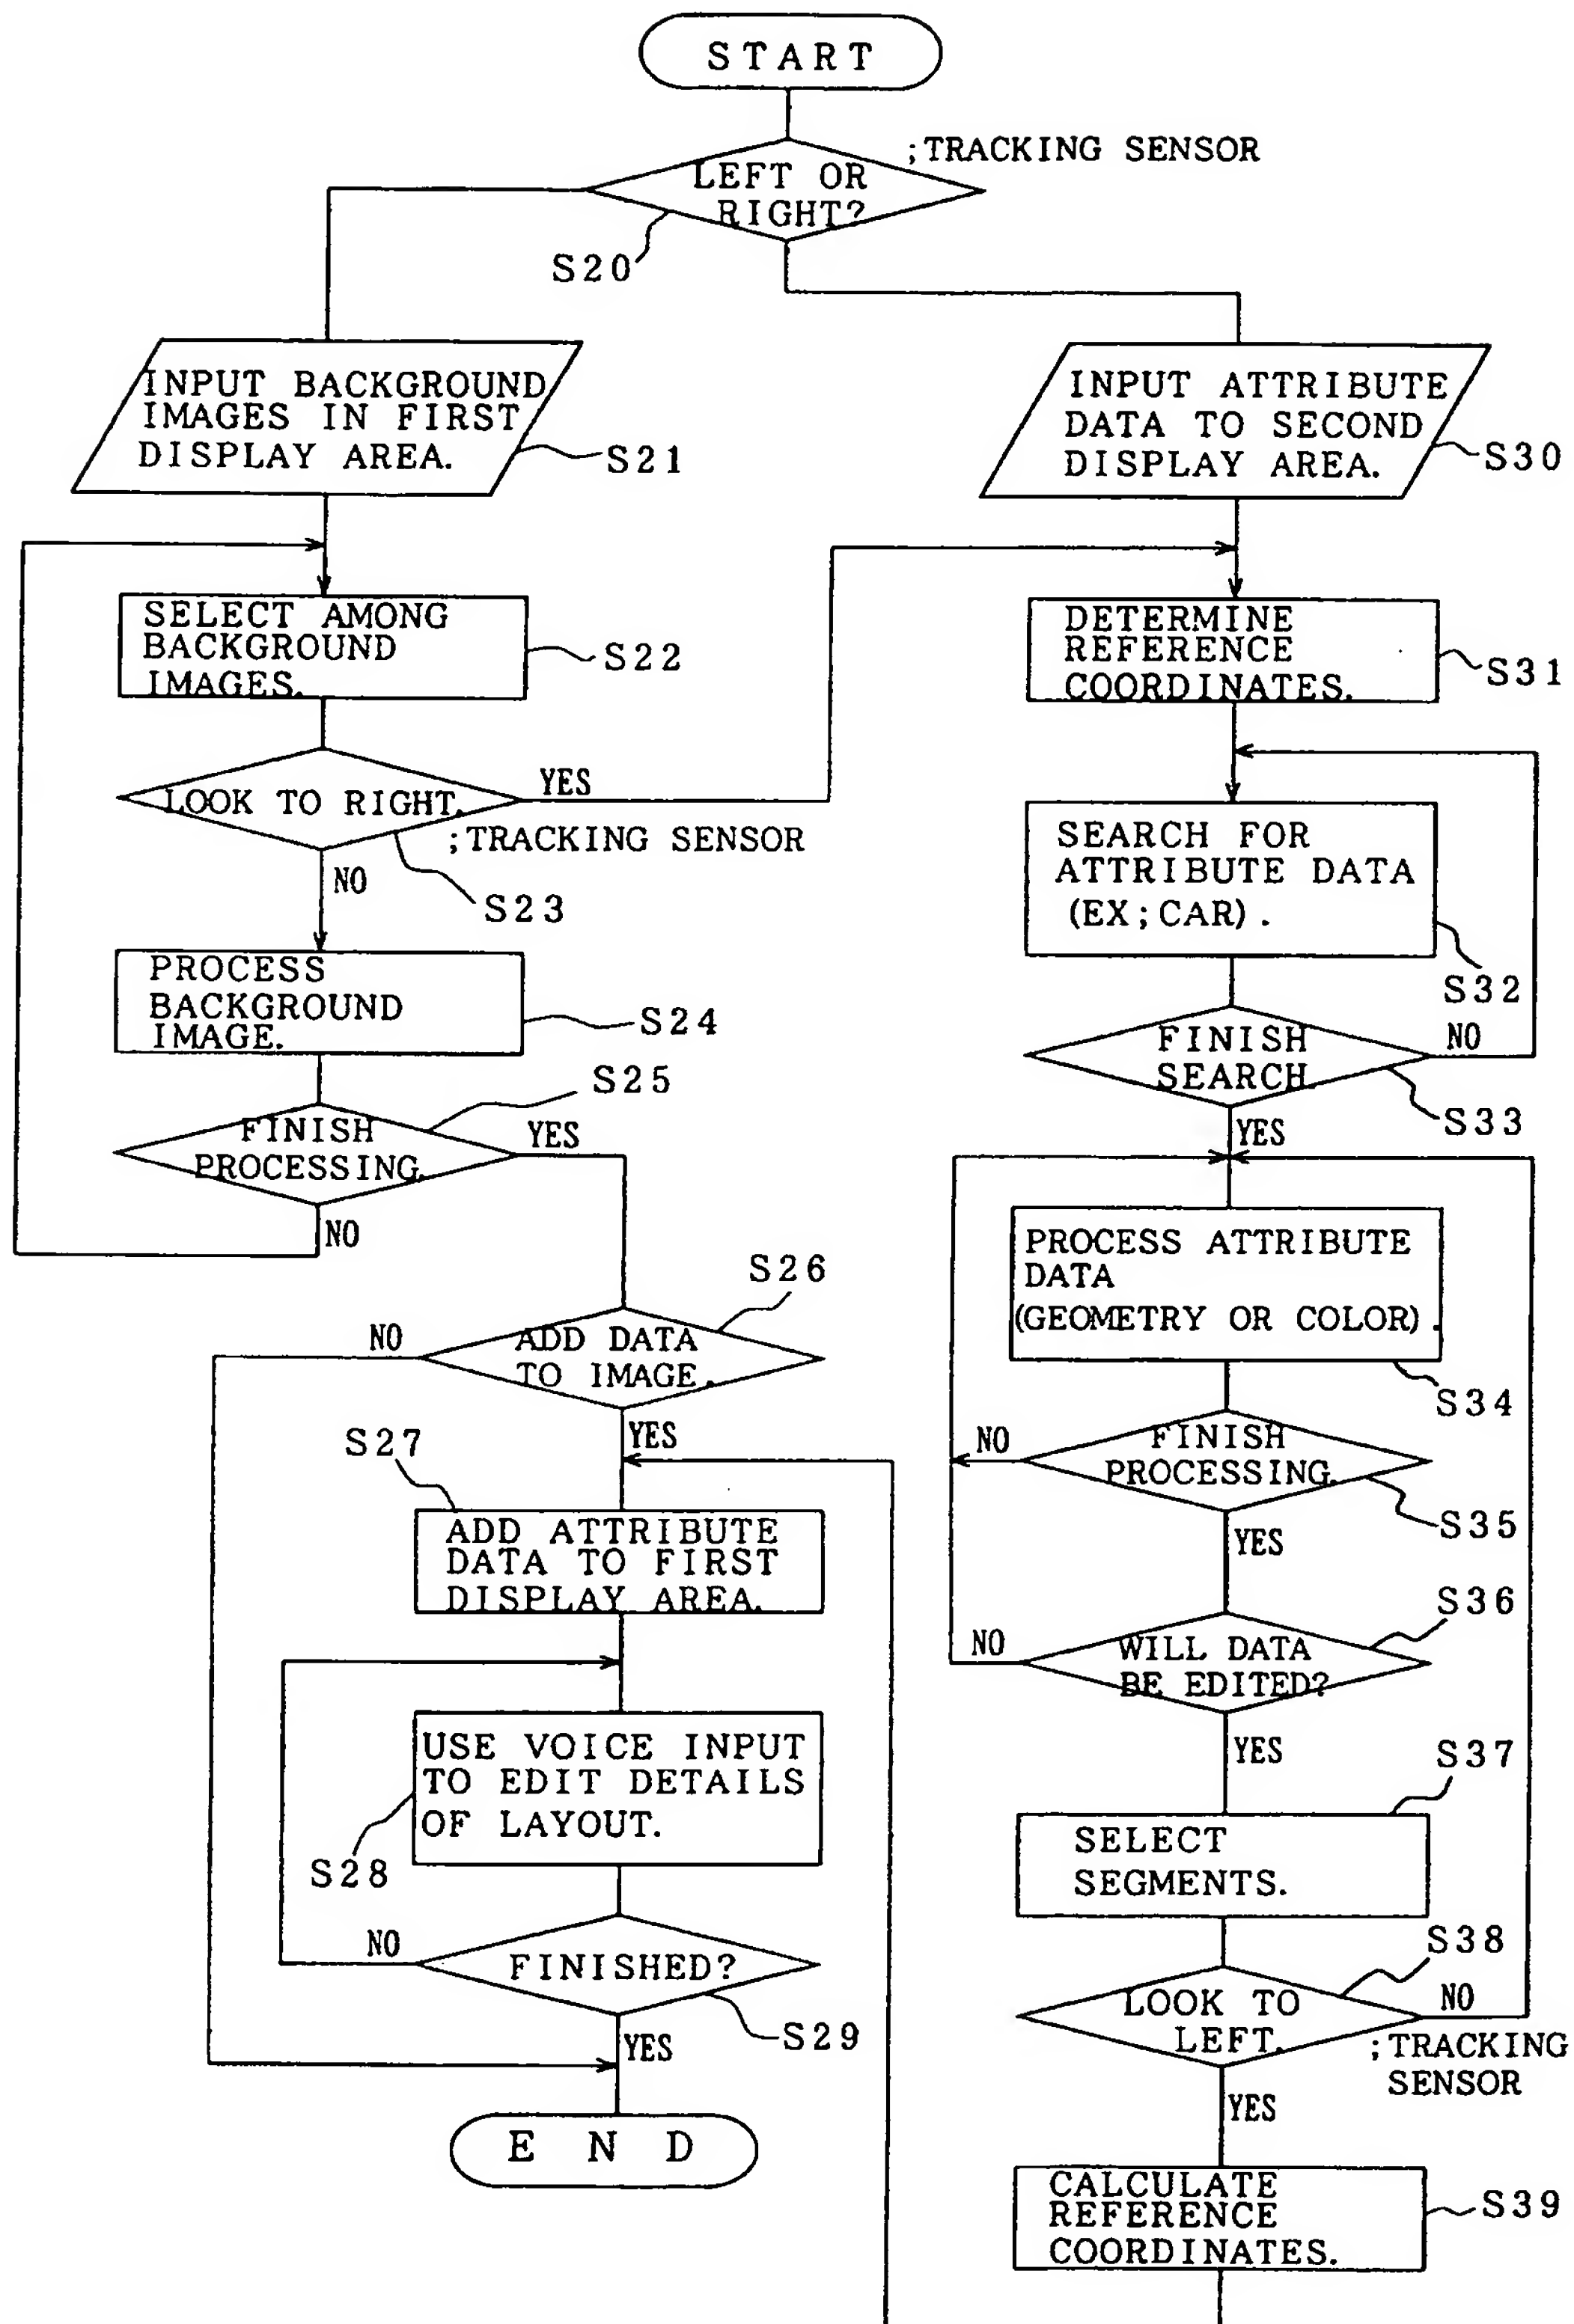 START
;TRACKING SENSOR
LEFT OR
RIGHT?
S20
INPUT BACKGROUND
IMAGES IN FIRST
DISPLAY AREA.
S21
SELECT AMONG
BACKGROUND
IMAGES.
S22
LOOK TO RIGHT.
YES
;TRACKING SENSOR
NO
S23
PROCESS
BACKGROUND
IMAGE.
S24
S25
FINISH
PROCESSING.
YES
NO
S26
ADD DATA
TO IMAGE.
NO
YES
S27
ADD ATTRIBUTE
DATA TO FIRST
DISPLAY AREA.
USE VOICE INPUT
TO EDIT DETAILS
OF LAYOUT.
S28
NO
FINISHED?
S29
YES
END
INPUT ATTRIBUTE
DATA TO SECOND
DISPLAY AREA.
S30
DETERMINE
REFERENCE
COORDINATES.
S31
SEARCH FOR
ATTRIBUTE DATA
(EX;CAR).
S32
FINISH
SEARCH.
NO
S33
YES
PROCESS ATTRIBUTE
DATA
(GEOMETRY OR COLOR).
S34
NO
FINISH
PROCESSING.
S35
YES
S36
NO
WILL DATA
BE EDITED?
YES
S37
SELECT
SEGMENTS.
S38
LOOK TO
LEFT.
NO
;TRACKING
SENSOR
YES
CALCULATE
REFERENCE
COORDINATES.
S39